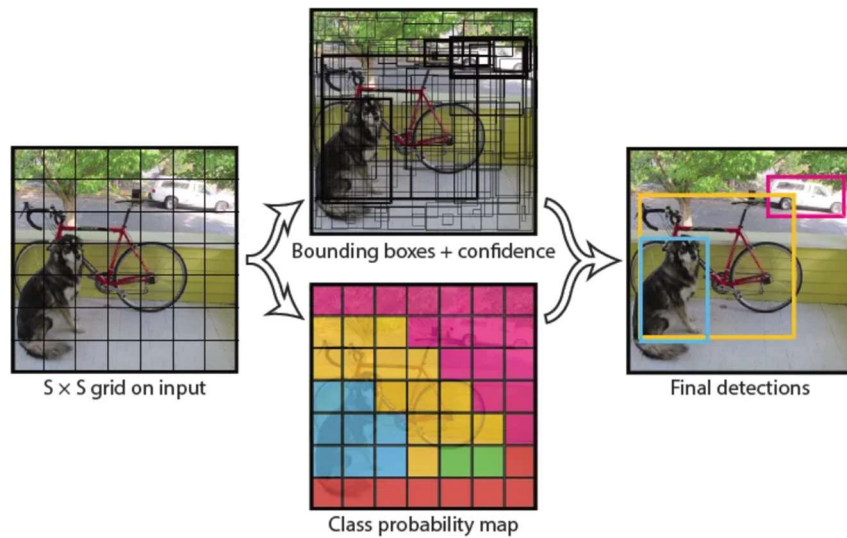 S × S grid on input
Bounding boxes + confidence
Class probability map
Final detections